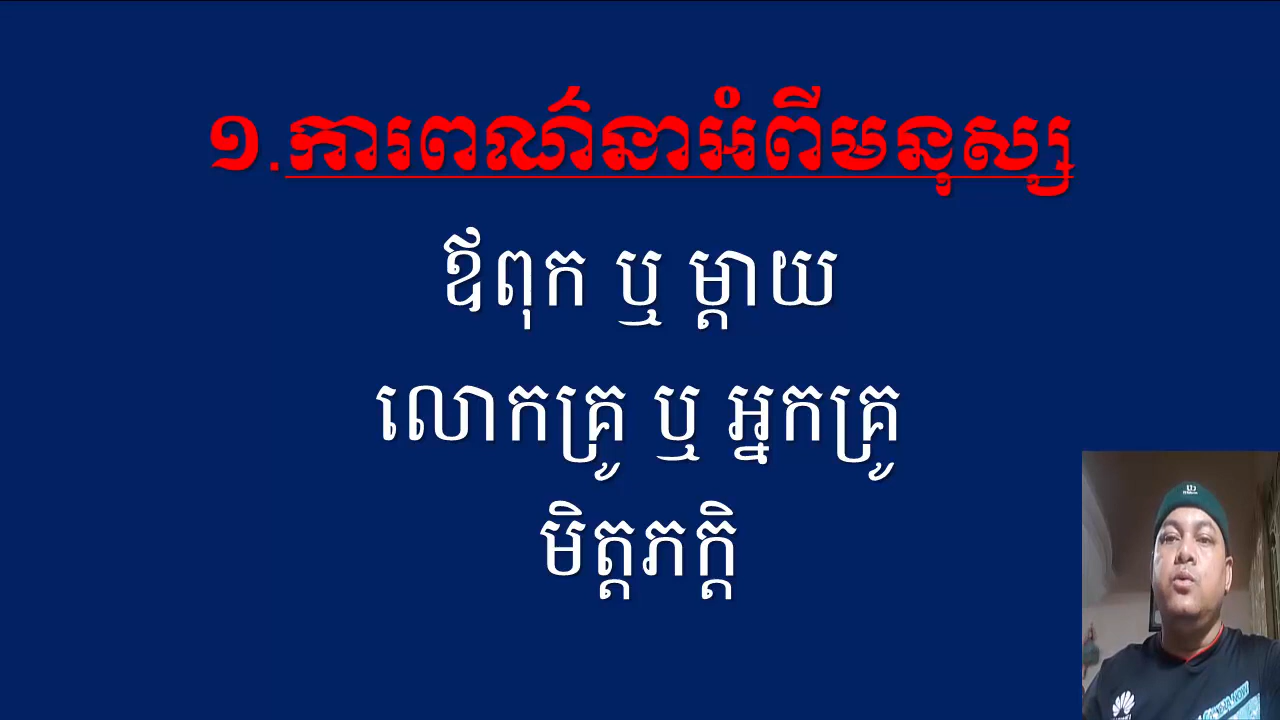 ១.ការពណ៌នាអំពីមនុស្ស
ឪពុក ឬ ម្តាយ
លោកគ្រូ ឬ អ្នកគ្រូ
មិត្តភក្តិ